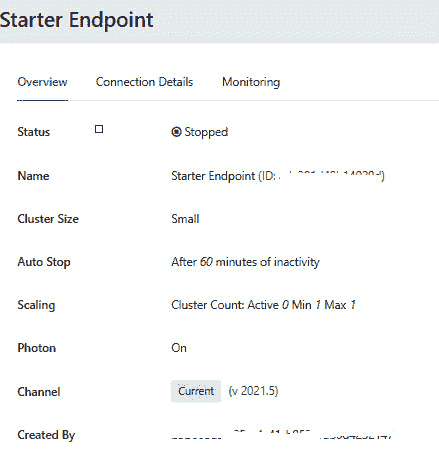 Starter Endpoint
Overview Connection Details Monitoring
Status Stopped
Name Starter Endpoint (ID:
Cluster Size Small
Auto Stop After 60 minutes of inactivity
Scaling Cluster Count: Active 0 Min 1 Max 1
Photon On
Channel Current (v 2021.5)
Created By